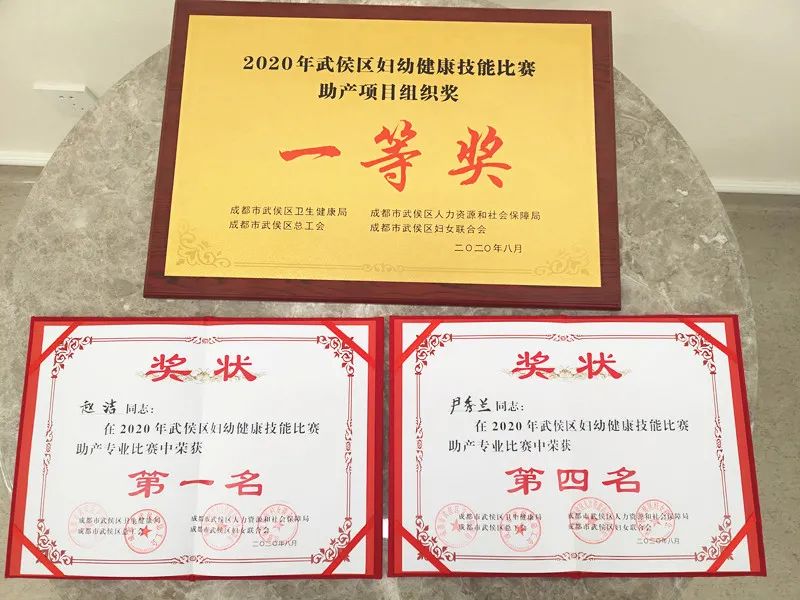 2020年武侯区妇幼健康技能比赛
助产项目组织奖
一等奖
成都市武侯区卫生健康局 成都市武侯区人力资源和社会保障局
成都市武侯区总工会 成都市武侯区妇女联合会
二〇二〇年八月
奖状
赵洁 同志：
在2020年武侯区妇幼健康技能比赛
助产专业比赛中荣获
第一名
成都市武侯区卫生健康局 成都市武侯区人力资源和社会保障局
成都市武侯区总工会 成都市武侯区妇女联合会
二〇二〇年八月
奖状
尹秀兰同志：
在2020年武侯区妇幼健康技能比赛
助产专业比赛中荣获
第四名
成都市武侯区卫生健康局 成都市武侯区人力资源和社会保障局
成都市武侯区总工会 成都市武侯区妇女联合会
二〇二〇年八月